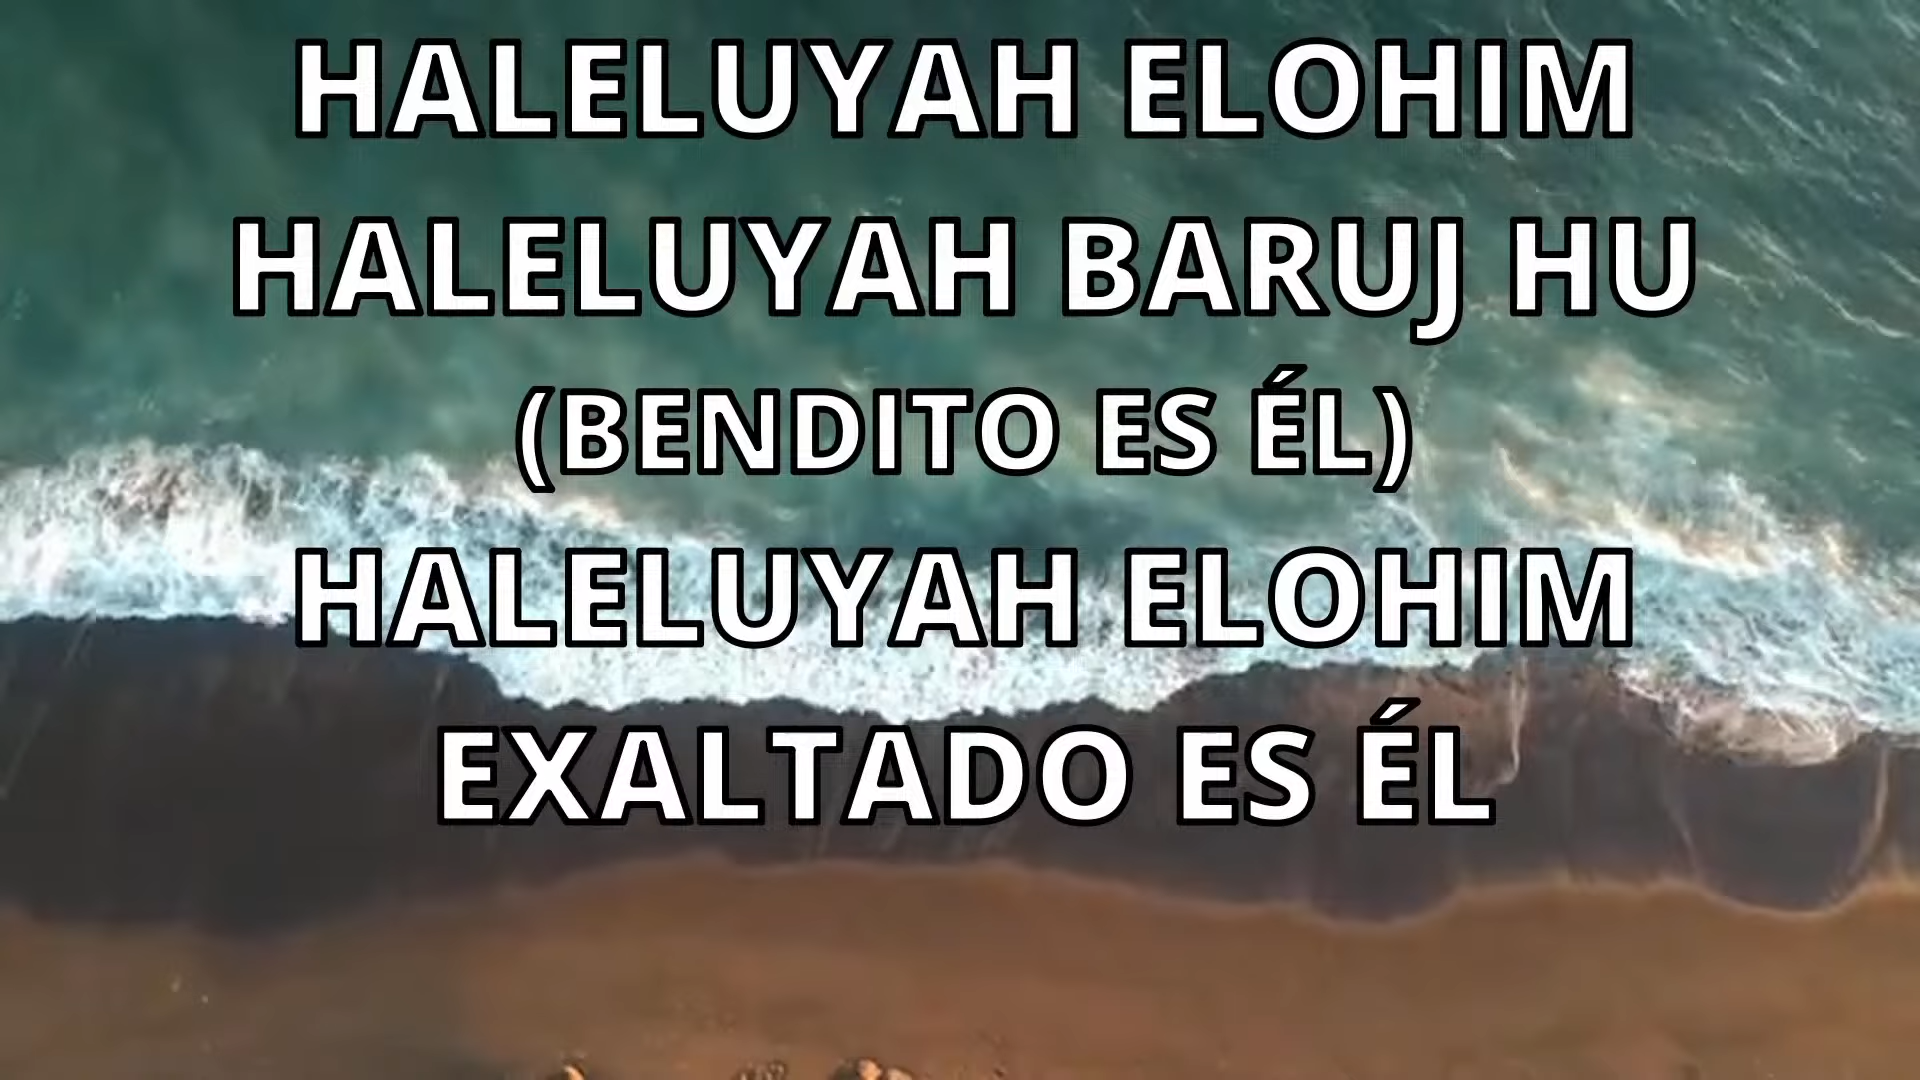 HALELUYAH ELOHIM
HALELUYAH BARUJ HU
(BENDITO ES ÉL)
HALELUYAH ELOHIM
EXALTADO ES ÉL